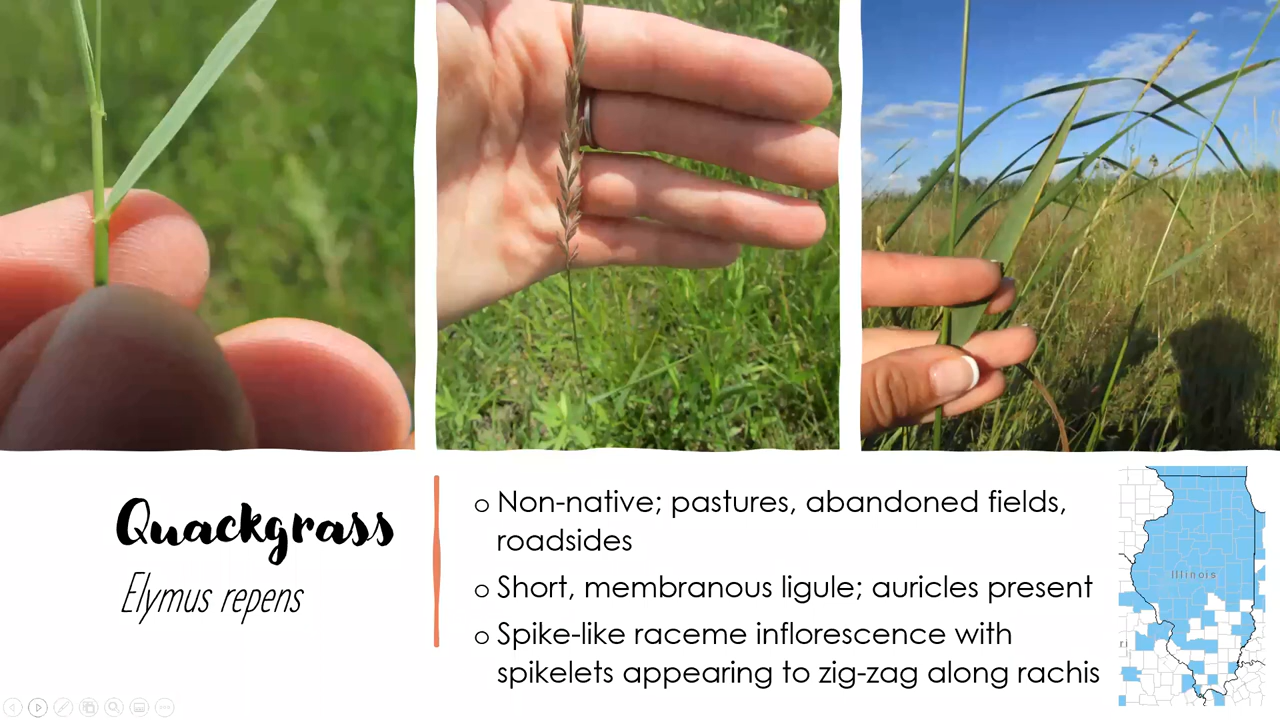 Quackgrass
Elymus repens
o Non-native; pastures, abandoned fields,
roadsides
o Short, membranous ligule; auricles present
o Spike-like raceme inflorescence with
spikelets appearing to zig-zag along rachis
Illinois